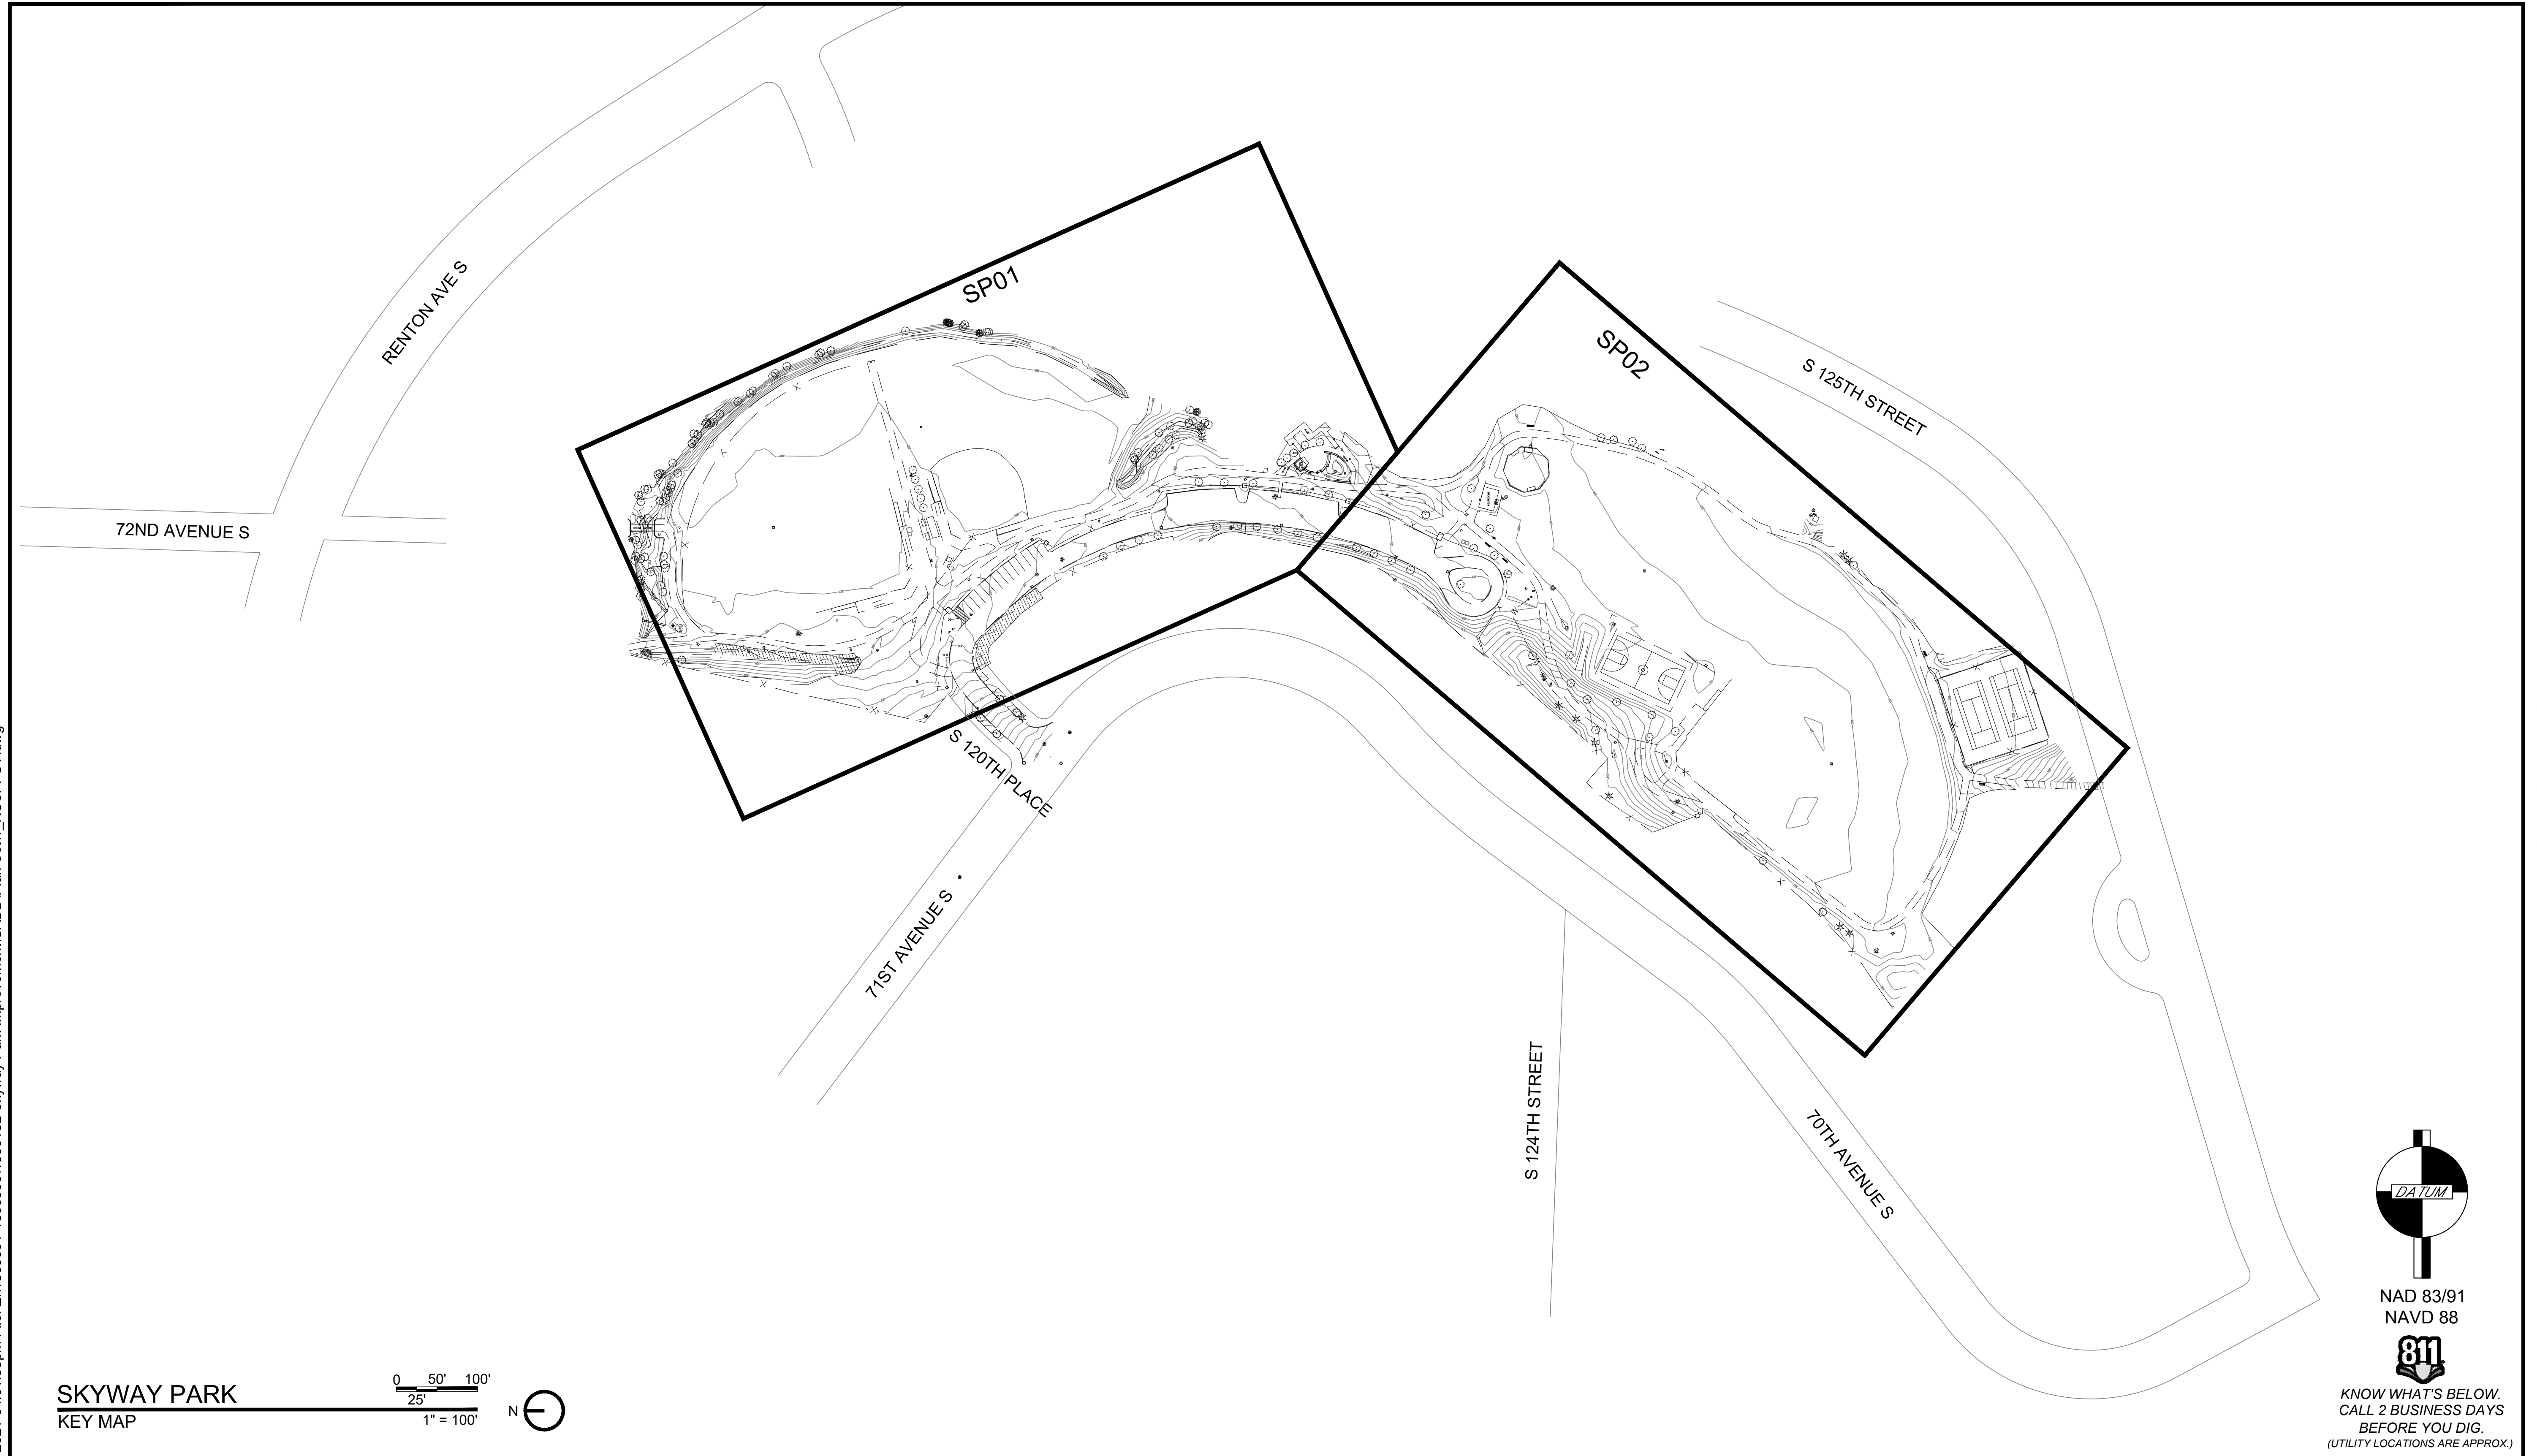 SP01
SP02
RENTON AVE S
S 125TH STREET
72ND AVENUE S
S 120TH PLACE
71ST AVENUE S
S 124TH STREET
70TH AVENUE S
DATUM
NAD 83/91
NAVD 88
811
KNOW WHAT'S BELOW.
CALL 2 BUSINESS DAYS
BEFORE YOU DIG.
(UTILITY LOCATIONS ARE APPROX.)
SKYWAY PARK
KEY MAP
0 50' 100'
25'
1" = 100'
N